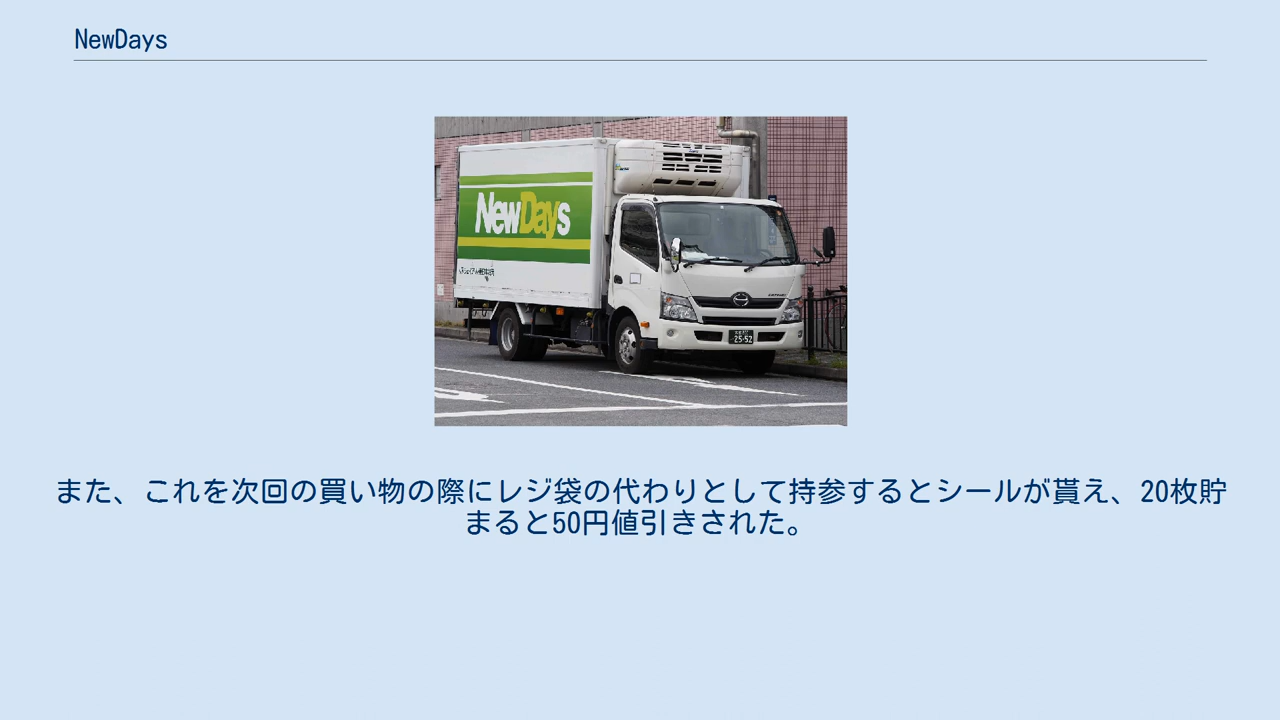 NewDays
NewDays
25-52
また、これを次回の買い物の際にレジ袋の代わりとして持参するとシールが貰え、20枚貯
まると50円値引きされた。